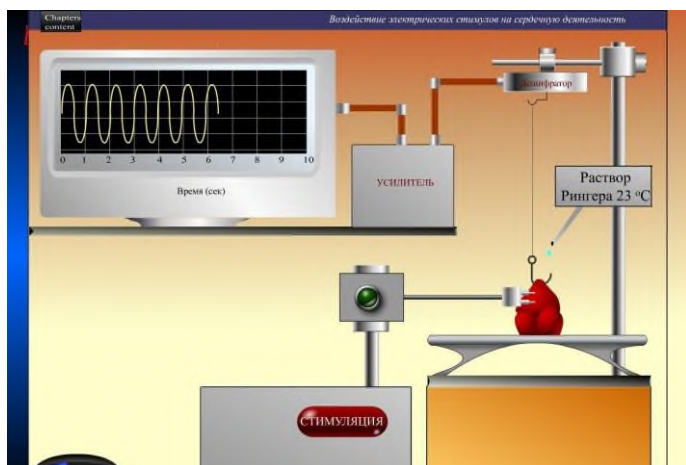 Chapters
content
Воздействие электрических стимулов на сердечную деятельность
0 1 2 3 4 5 6 7 8 9 10
Время (сек)
УСИЛИТЕЛЬ
Раствор
Рингера 23 °C
СТИМУЛЯЦИЯ